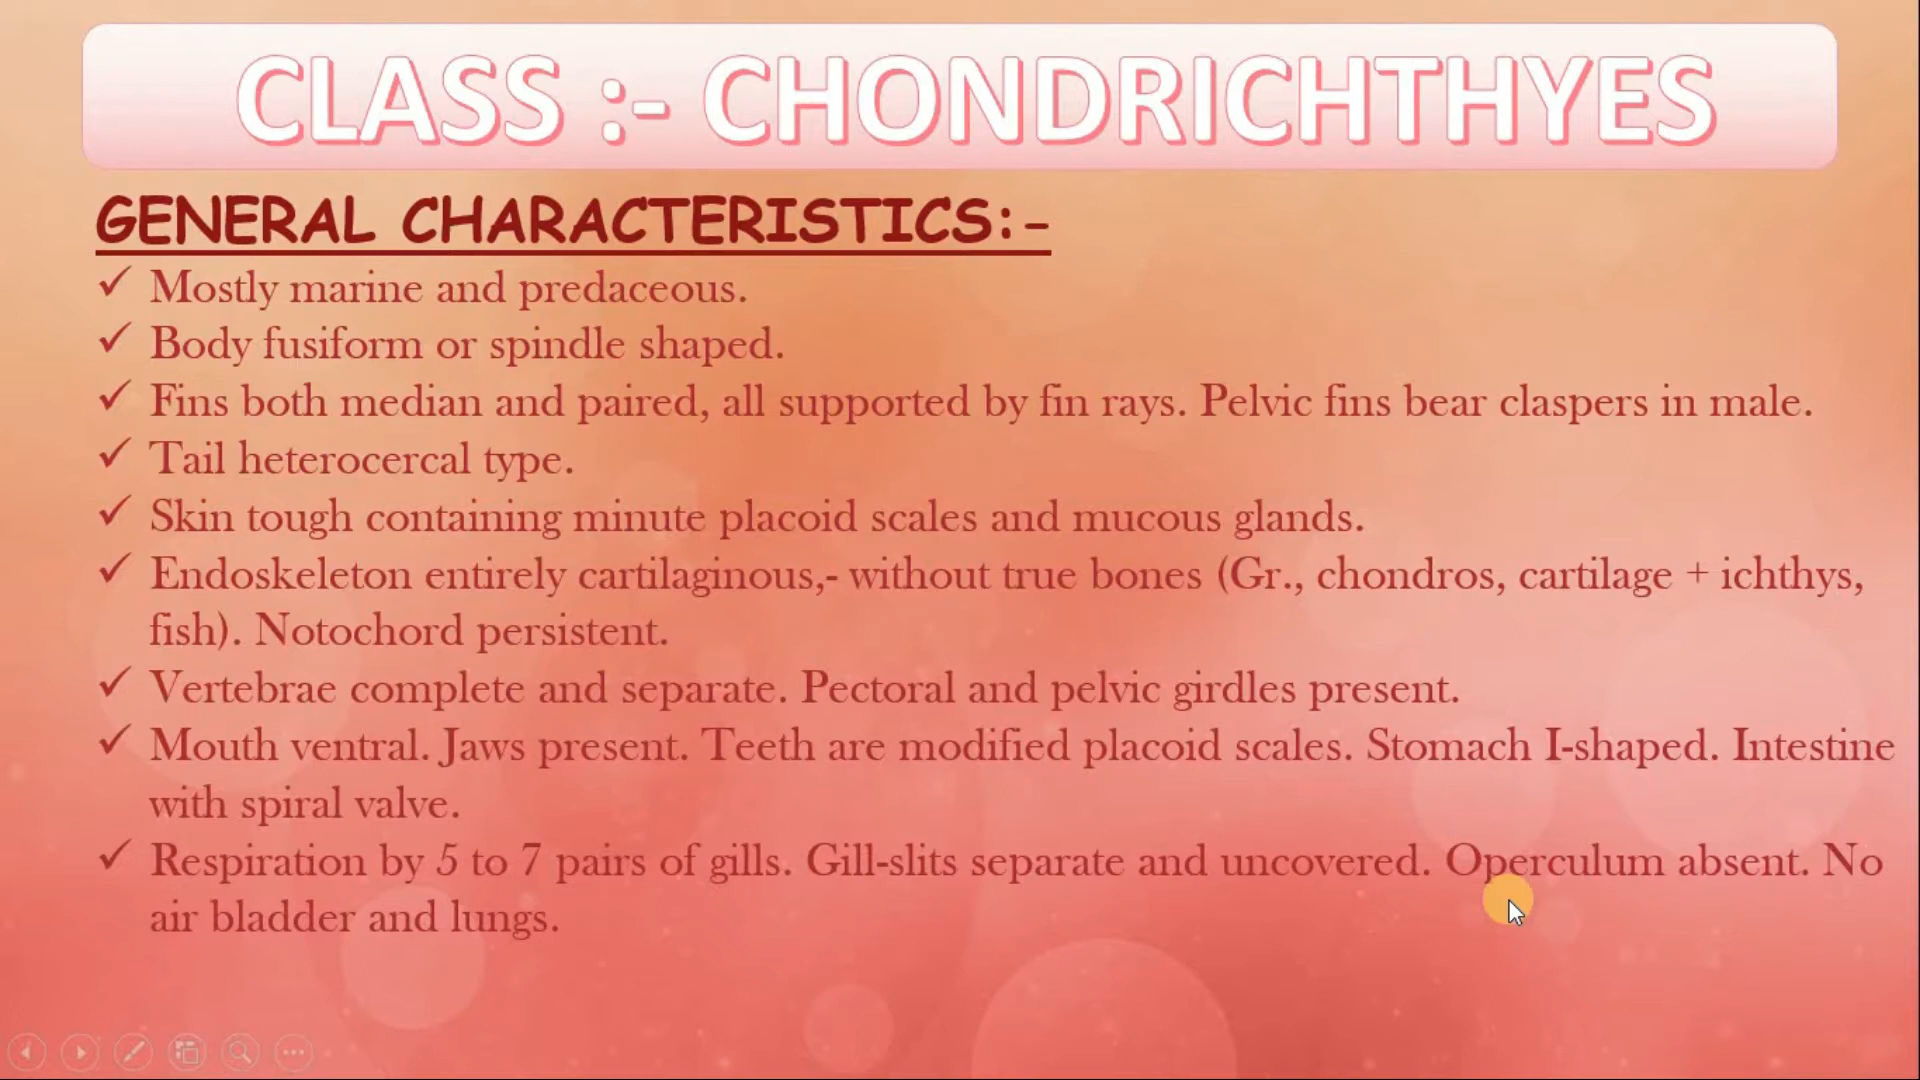 CLASS :- CHONDRICHTHYES
GENERAL CHARACTERISTICS:-
✓ Mostly marine and predaceous.
✓ Body fusiform or spindle shaped.
✓ Fins both median and paired, all supported by fin rays. Pelvic fins bear claspers in male.
✓ Tail heterocercal type.
✓ Skin tough containing minute placoid scales and mucous glands.
✓ Endoskeleton entirely cartilaginous,- without true bones (Gr., chondros, cartilage + ichthys,
fish). Notochord persistent.
✓ Vertebrae complete and separate. Pectoral and pelvic girdles present.
✓ Mouth ventral. Jaws present. Teeth are modified placoid scales. Stomach I-shaped. Intestine
with spiral valve.
✓ Respiration by 5 to 7 pairs of gills. Gill-slits separate and uncovered. Operculum absent. No
air bladder and lungs.